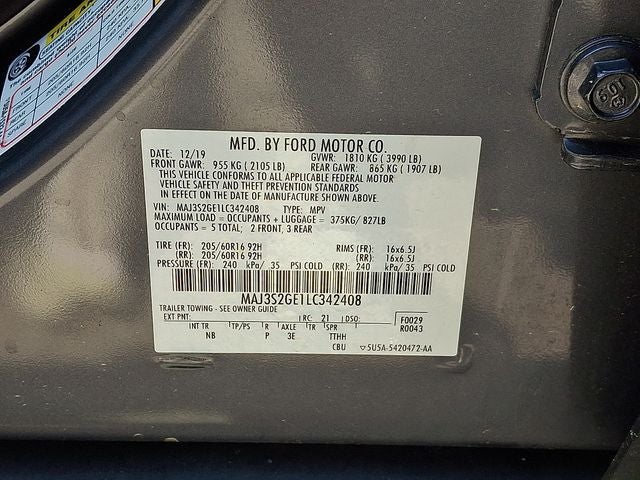 TIRE AN
MFD. BY FORD MOTOR CO.
DATE: 12/19 GVWR: 1810 KG ( 3990 LB)
FRONT GAWR: 955 KG ( 2105 LB) REAR GAWR: 865 KG ( 1907 LB)
THIS VEHICLE CONFORMS TO ALL APPLICABLE FEDERAL MOTOR
VEHICLE SAFETY AND THEFT PREVENTION STANDARDS
IN EFFECT ON THE DATE OF MANUFACTURE SHOWN ABOVE.
VIN: MAJ3S2GE1LC342408 TYPE: MPV
MAXIMUM LOAD = OCCUPANTS + LUGGAGE = 375KG/ 827LB
OCCUPANTS = 5 TOTAL; 2 FRONT, 3 REAR
TIRE (FR): 205/60R16 92H RIMS (FR): 16x6.5J
(RR): 205/60R16 92H (RR): 16x6.5J
PRESSURE (FR): 240 kPa/ 35 PSI COLD (RR): 240 kPa/ 35 PSI COLD
MAJ3S2GE1LC342408
TRAILER TOWING - SEE OWNER GUIDE
EXT PNT: RC: 21 DSO: F0029
R0043
INT TR TP/PS R AXLE TR SPR
NB P 3E TTHH
CBU ▽5U5A-5420472-AA
10.9